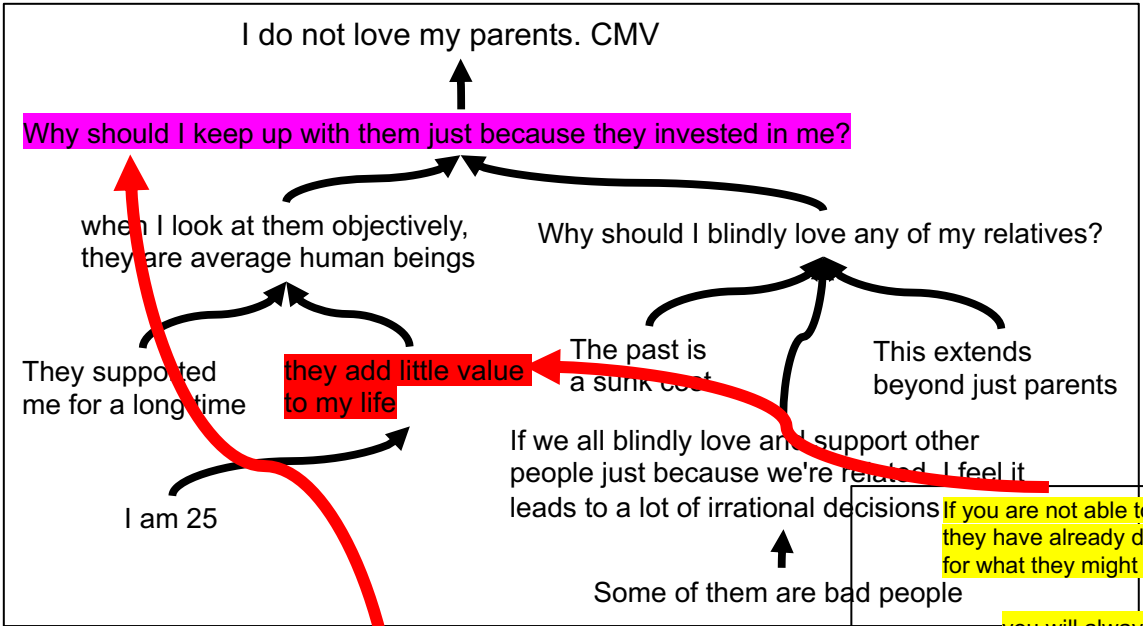 I do not love my parents. CMV
Why should I keep up with them just because they invested in me?
when I look at them objectively,
they are average human beings
Why should I blindly love any of my relatives?
They supported
me for a long time
they add little value
to my life
The past is
a sunk cost
This extends
beyond just parents
I am 25
If we all blindly love and support other
people just because we're related, I feel it
leads to a lot of irrational decisions
Some of them are bad people
If you are not able
they have already
for what they might
you will